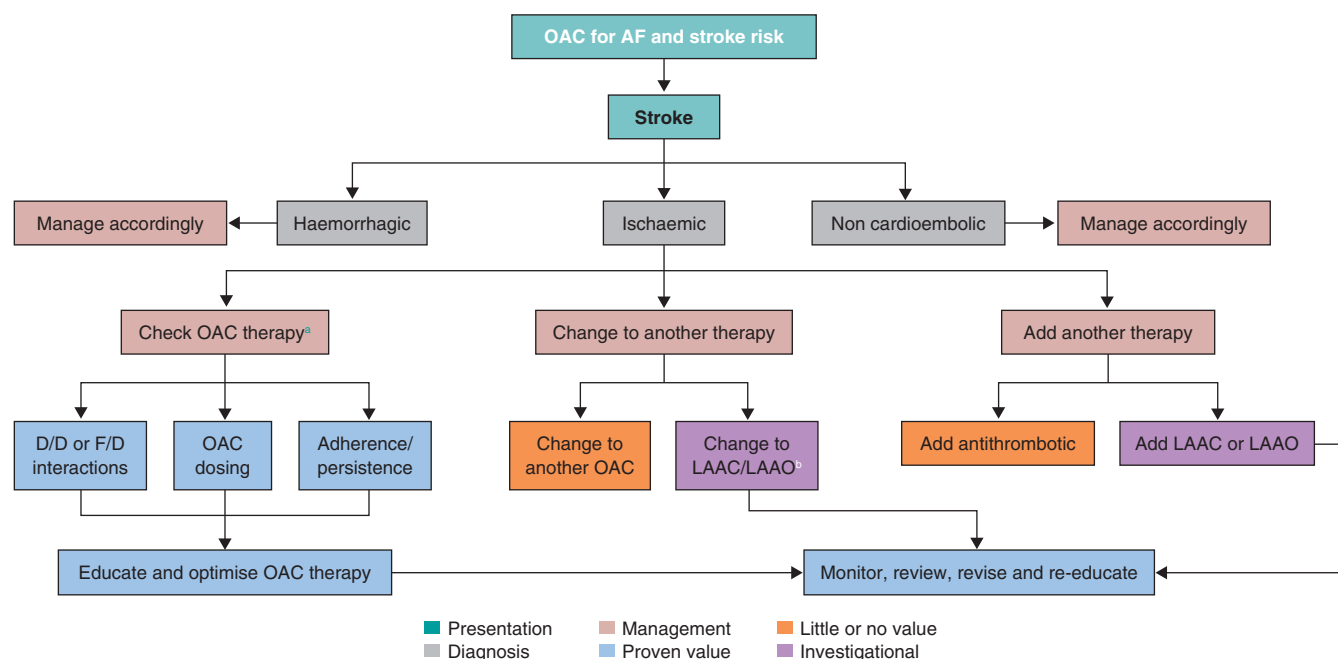 OAC for AF and stroke risk
Stroke
Manage accordingly
Haemorrhagic
Ischaemic
Non cardioembolic
Manage accordingly
Check OAC therapyᵃ
Change to another therapy
Add another therapy
D/D or F/D
interactions
OAC
dosing
Adherence/
persistence
Change to
another OAC
Change to
LAAC/LAAOᵇ
Add antithrombotic
Add LAAC or LAAO
Educate and optimise OAC therapy
Monitor, review, revise and re-educate
Presentation
Management
Little or no value
Diagnosis
Proven value
Investigational